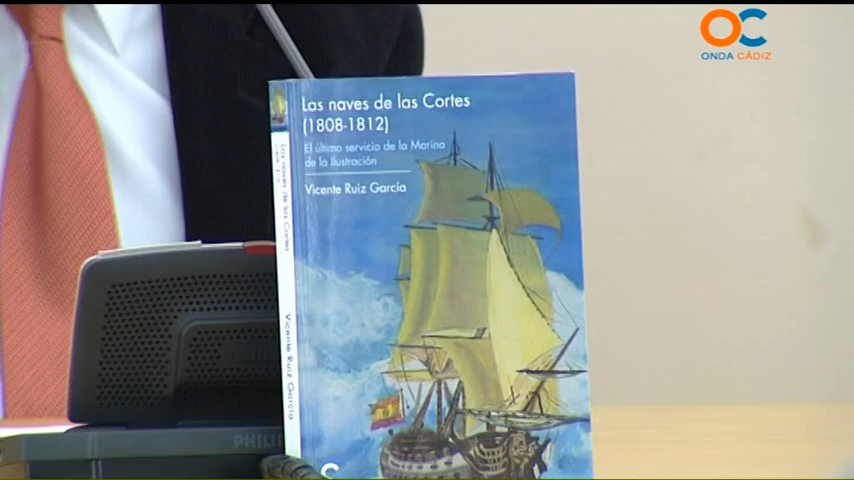 OC
ONDA CÁDIZ
Las naves de las Cortes
(1808-1812)
El último servicio de la Marina
de la Ilustración
Vicente Ruiz García
Las naves de las Cortes
Vicente Ruiz García
PHILIPS